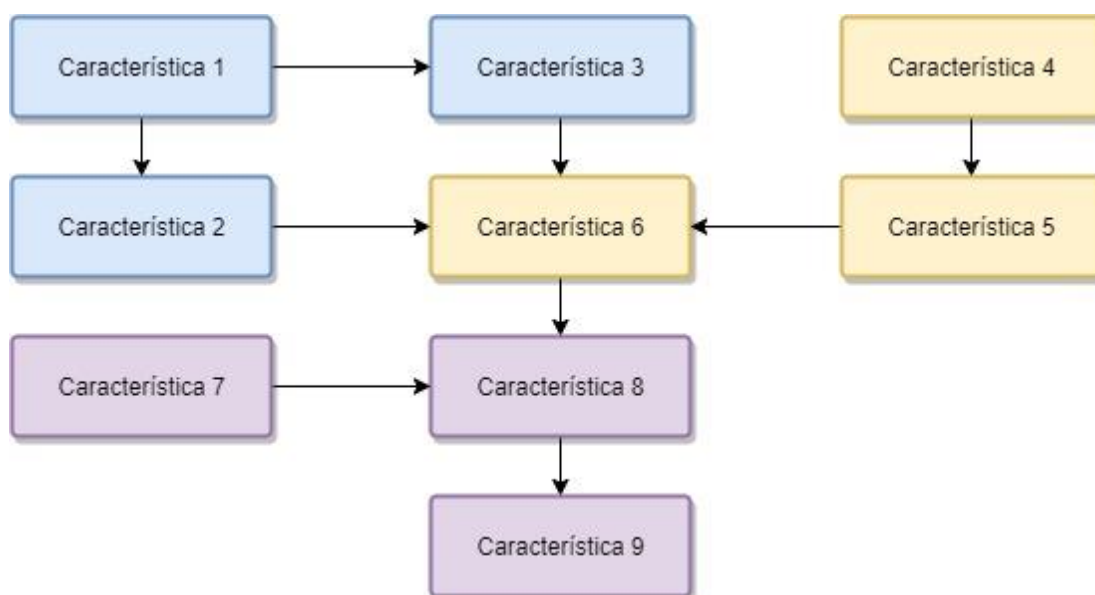 Característica 1
Característica 3
Característica 4
Característica 2
Característica 6
Característica 5
Característica 7
Característica 8
Característica 9